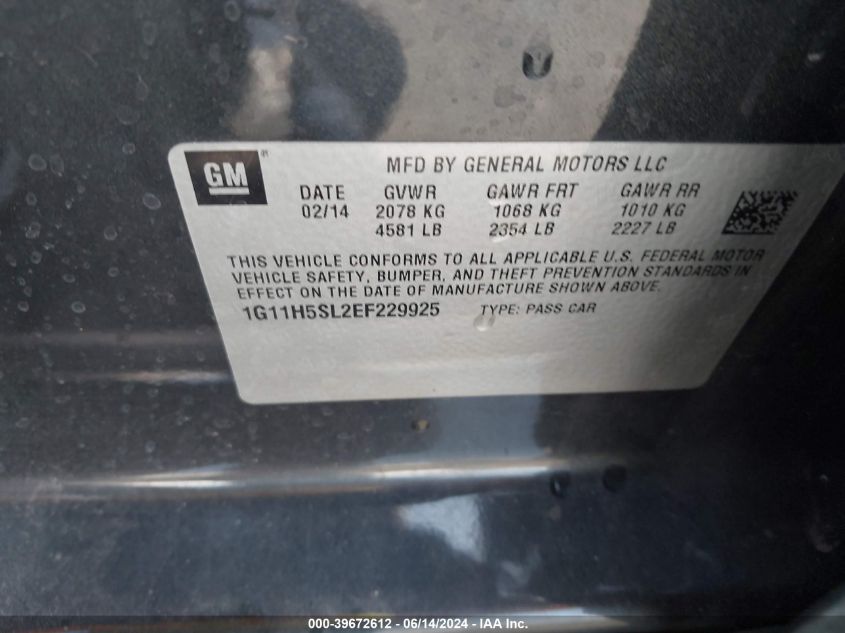 GM
MFD BY GENERAL MOTORS LLC
DATE GVWR GAWR FRT GAWR RR
02/14 2078 KG 1068 KG 1010 KG
4581 LB 2354 LB 2227 LB
THIS VEHICLE CONFORMS TO ALL APPLICABLE U.S. FEDERAL MOTOR
VEHICLE SAFETY, BUMPER, AND THEFT PREVENTION STANDARDS IN
EFFECT ON THE DATE OF MANUFACTURE SHOWN ABOVE.
1G11H5SL2EF229925 TYPE: PASS CAR
000-39672612 - 06/14/2024 - IAA Inc.